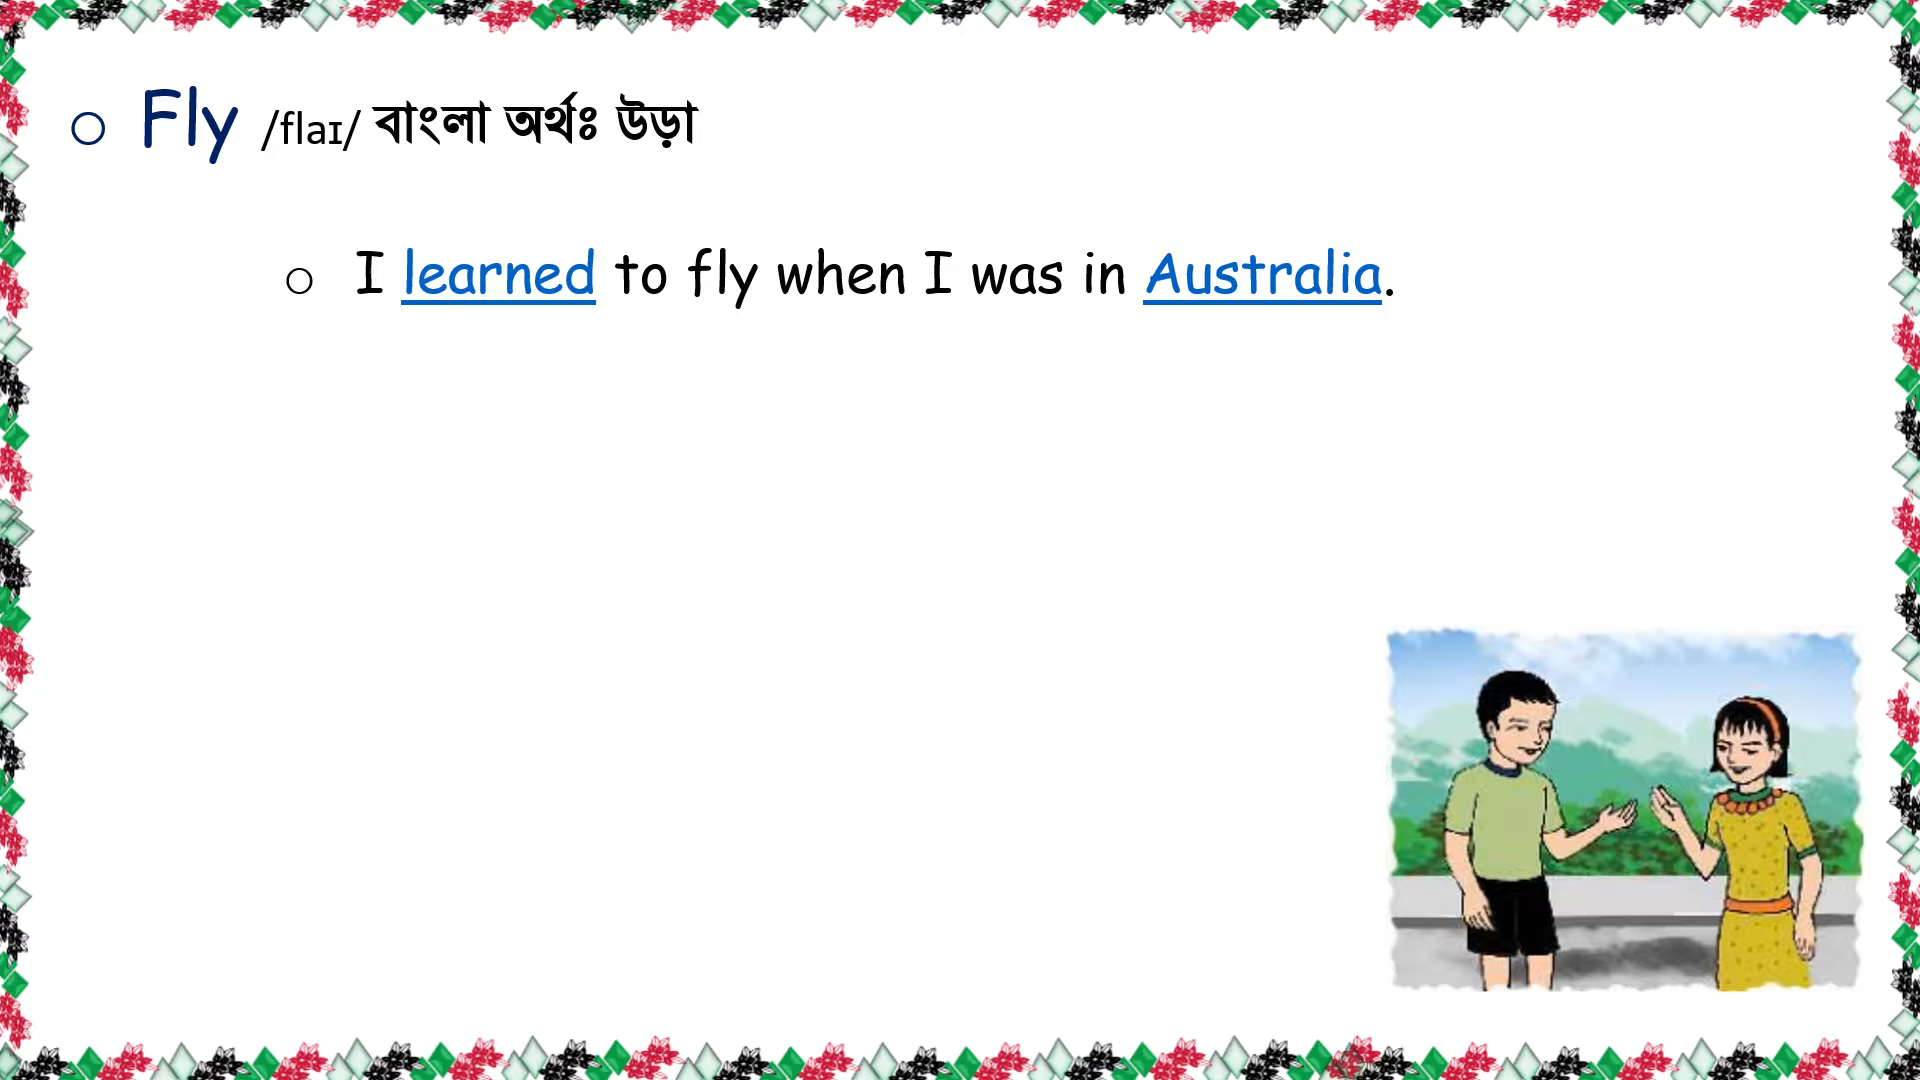 Fly /flaɪ/ বাংলা অর্থঃ উড়া
I learned to fly when I was in Australia.